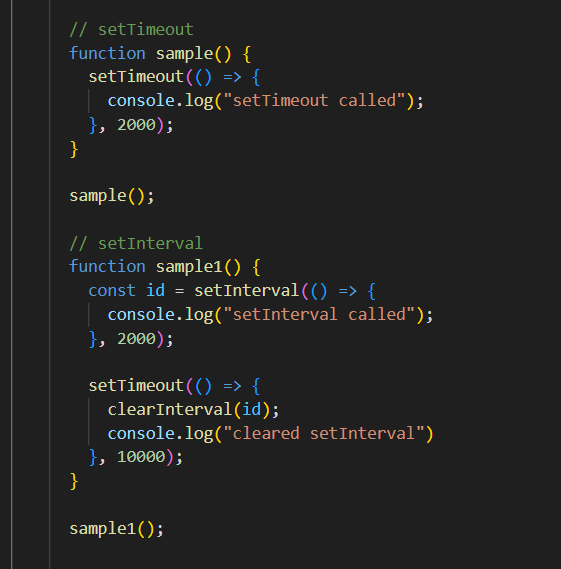 // setTimeout
function sample() {
  setTimeout(() => {
    console.log("setTimeout called");
  }, 2000);
}

sample();

// setInterval
function sample1() {
  const id = setInterval(() => {
    console.log("setInterval called");
  }, 2000);

  setTimeout(() => {
    clearInterval(id);
    console.log("cleared setInterval")
  }, 10000);
}

sample1();